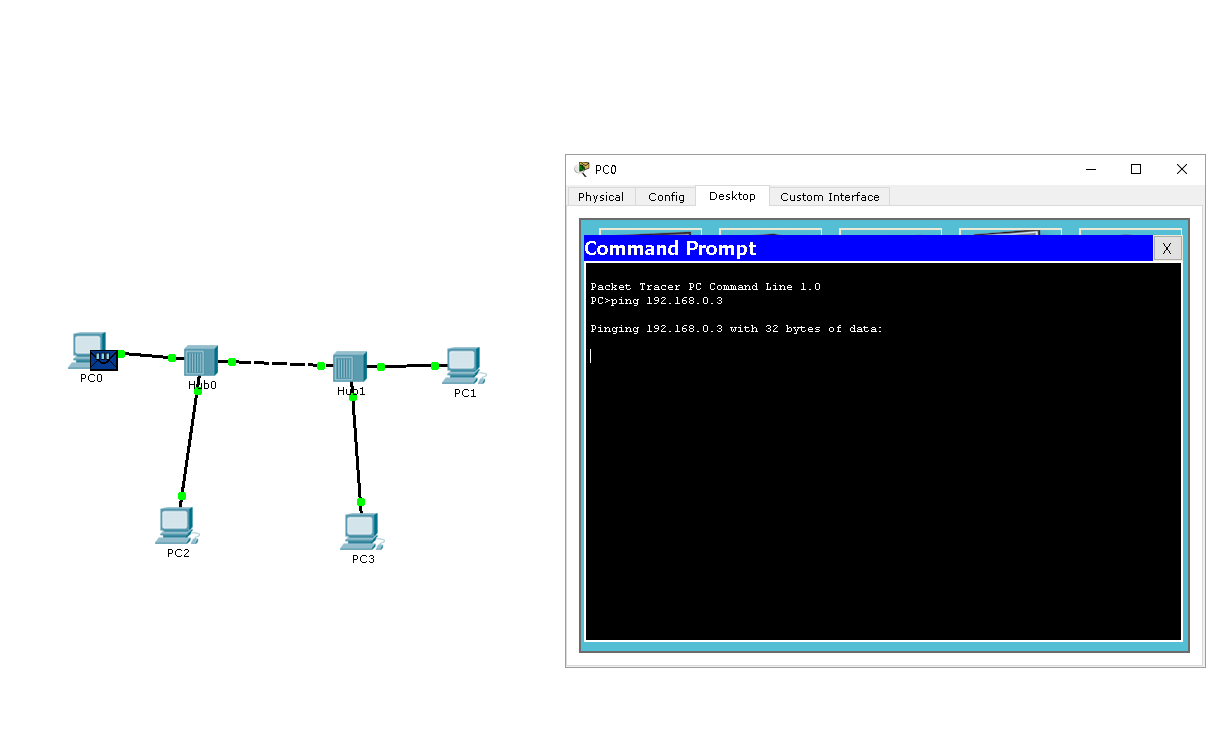 PC0
Physical
Config
Desktop
Custom Interface
Command Prompt
X
Packet Tracer PC Command Line 1.0
PC>ping 192.168.0.3
Pinging 192.168.0.3 with 32 bytes of data:
PC0
Hub0
Hub1
PC1
PC2
PC3